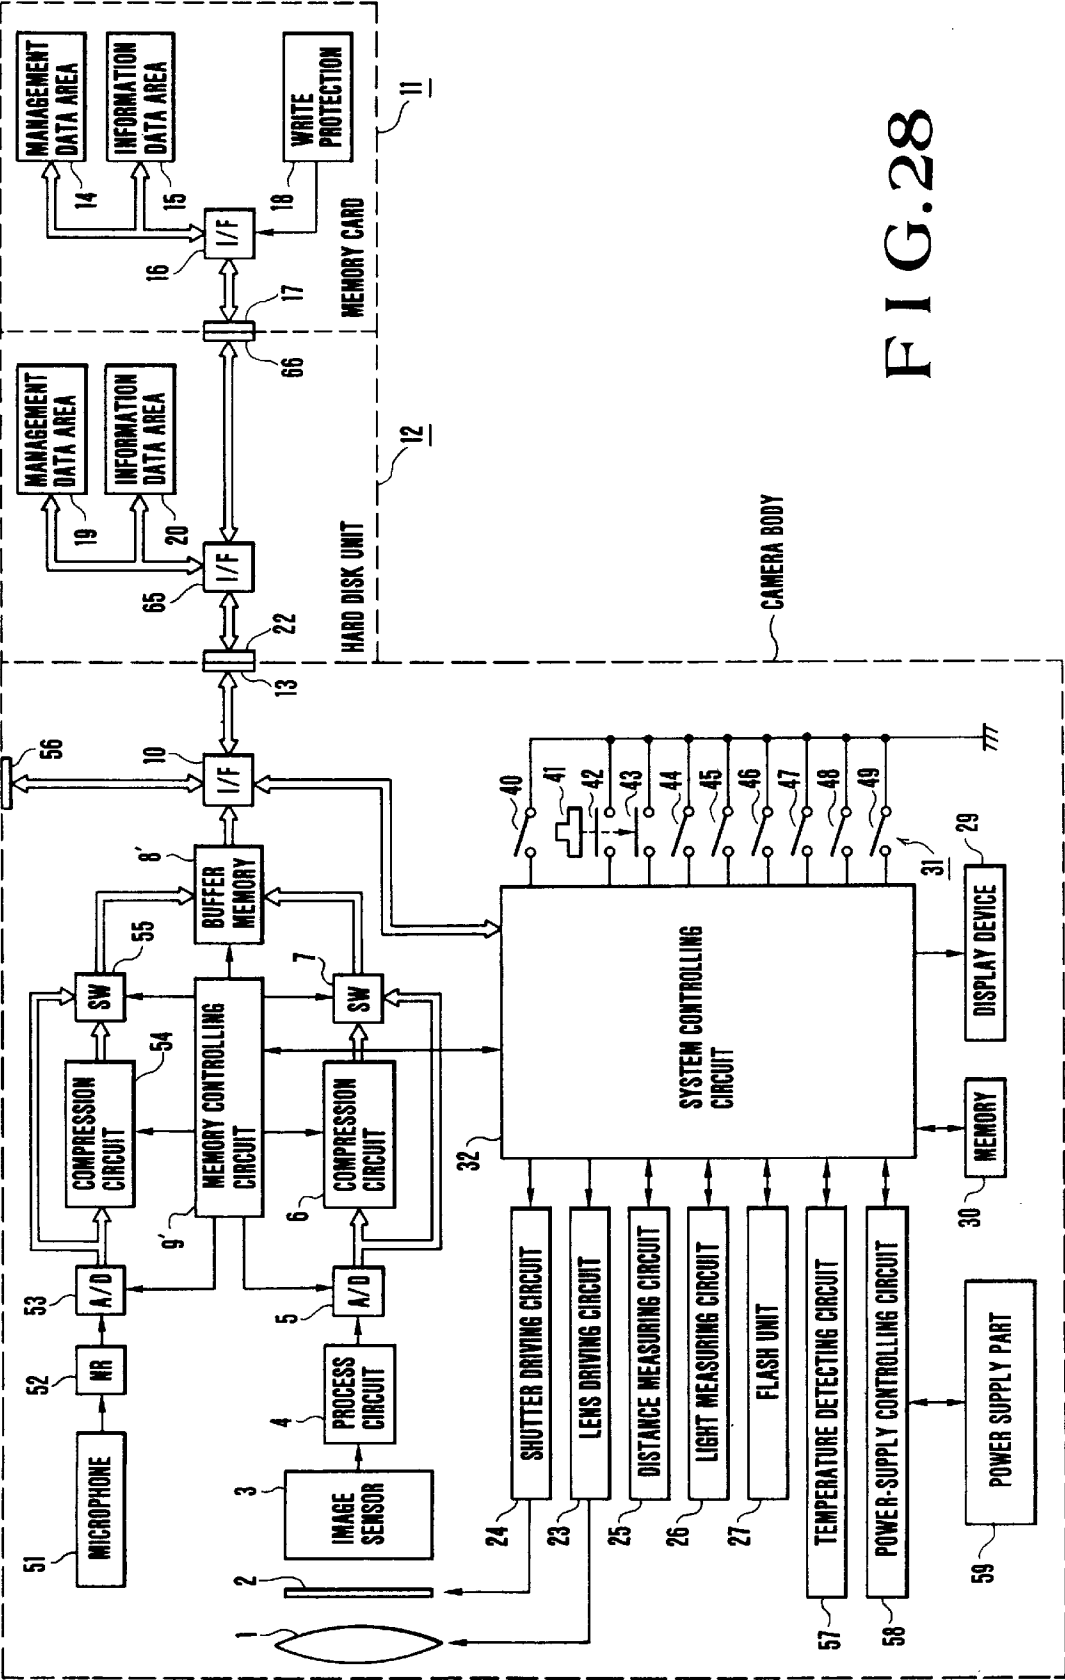 51
MICROPHONE
52
NR
53
A/D
COMPRESSION
CIRCUIT
54
SW
55
56
9'
MEMORY CONTROLLING
CIRCUIT
BUFFER
MEMORY
8'
I/F
10
13
22
HARD DISK UNIT
12
65
I/F
MANAGEMENT
DATA AREA
19
INFORMATION
DATA AREA
20
66
17
MEMORY CARD
11
16
I/F
MANAGEMENT
DATA AREA
14
INFORMATION
DATA AREA
15
WRITE
PROTECTION
18
1
2
3
IMAGE
SENSOR
4
PROCESS
CIRCUIT
5
A/D
6
COMPRESSION
CIRCUIT
7
SW
24
SHUTTER DRIVING CIRCUIT
23
LENS DRIVING CIRCUIT
25
DISTANCE MEASURING CIRCUIT
26
LIGHT MEASURING CIRCUIT
27
FLASH UNIT
57
TEMPERATURE DETECTING CIRCUIT
58
POWER-SUPPLY CONTROLLING CIRCUIT
59
POWER SUPPLY PART
32
SYSTEM CONTROLLING
CIRCUIT
30
MEMORY
DISPLAY DEVICE
29
31
40
41
42
43
44
45
46
47
48
49
CAMERA BODY
FIG.28